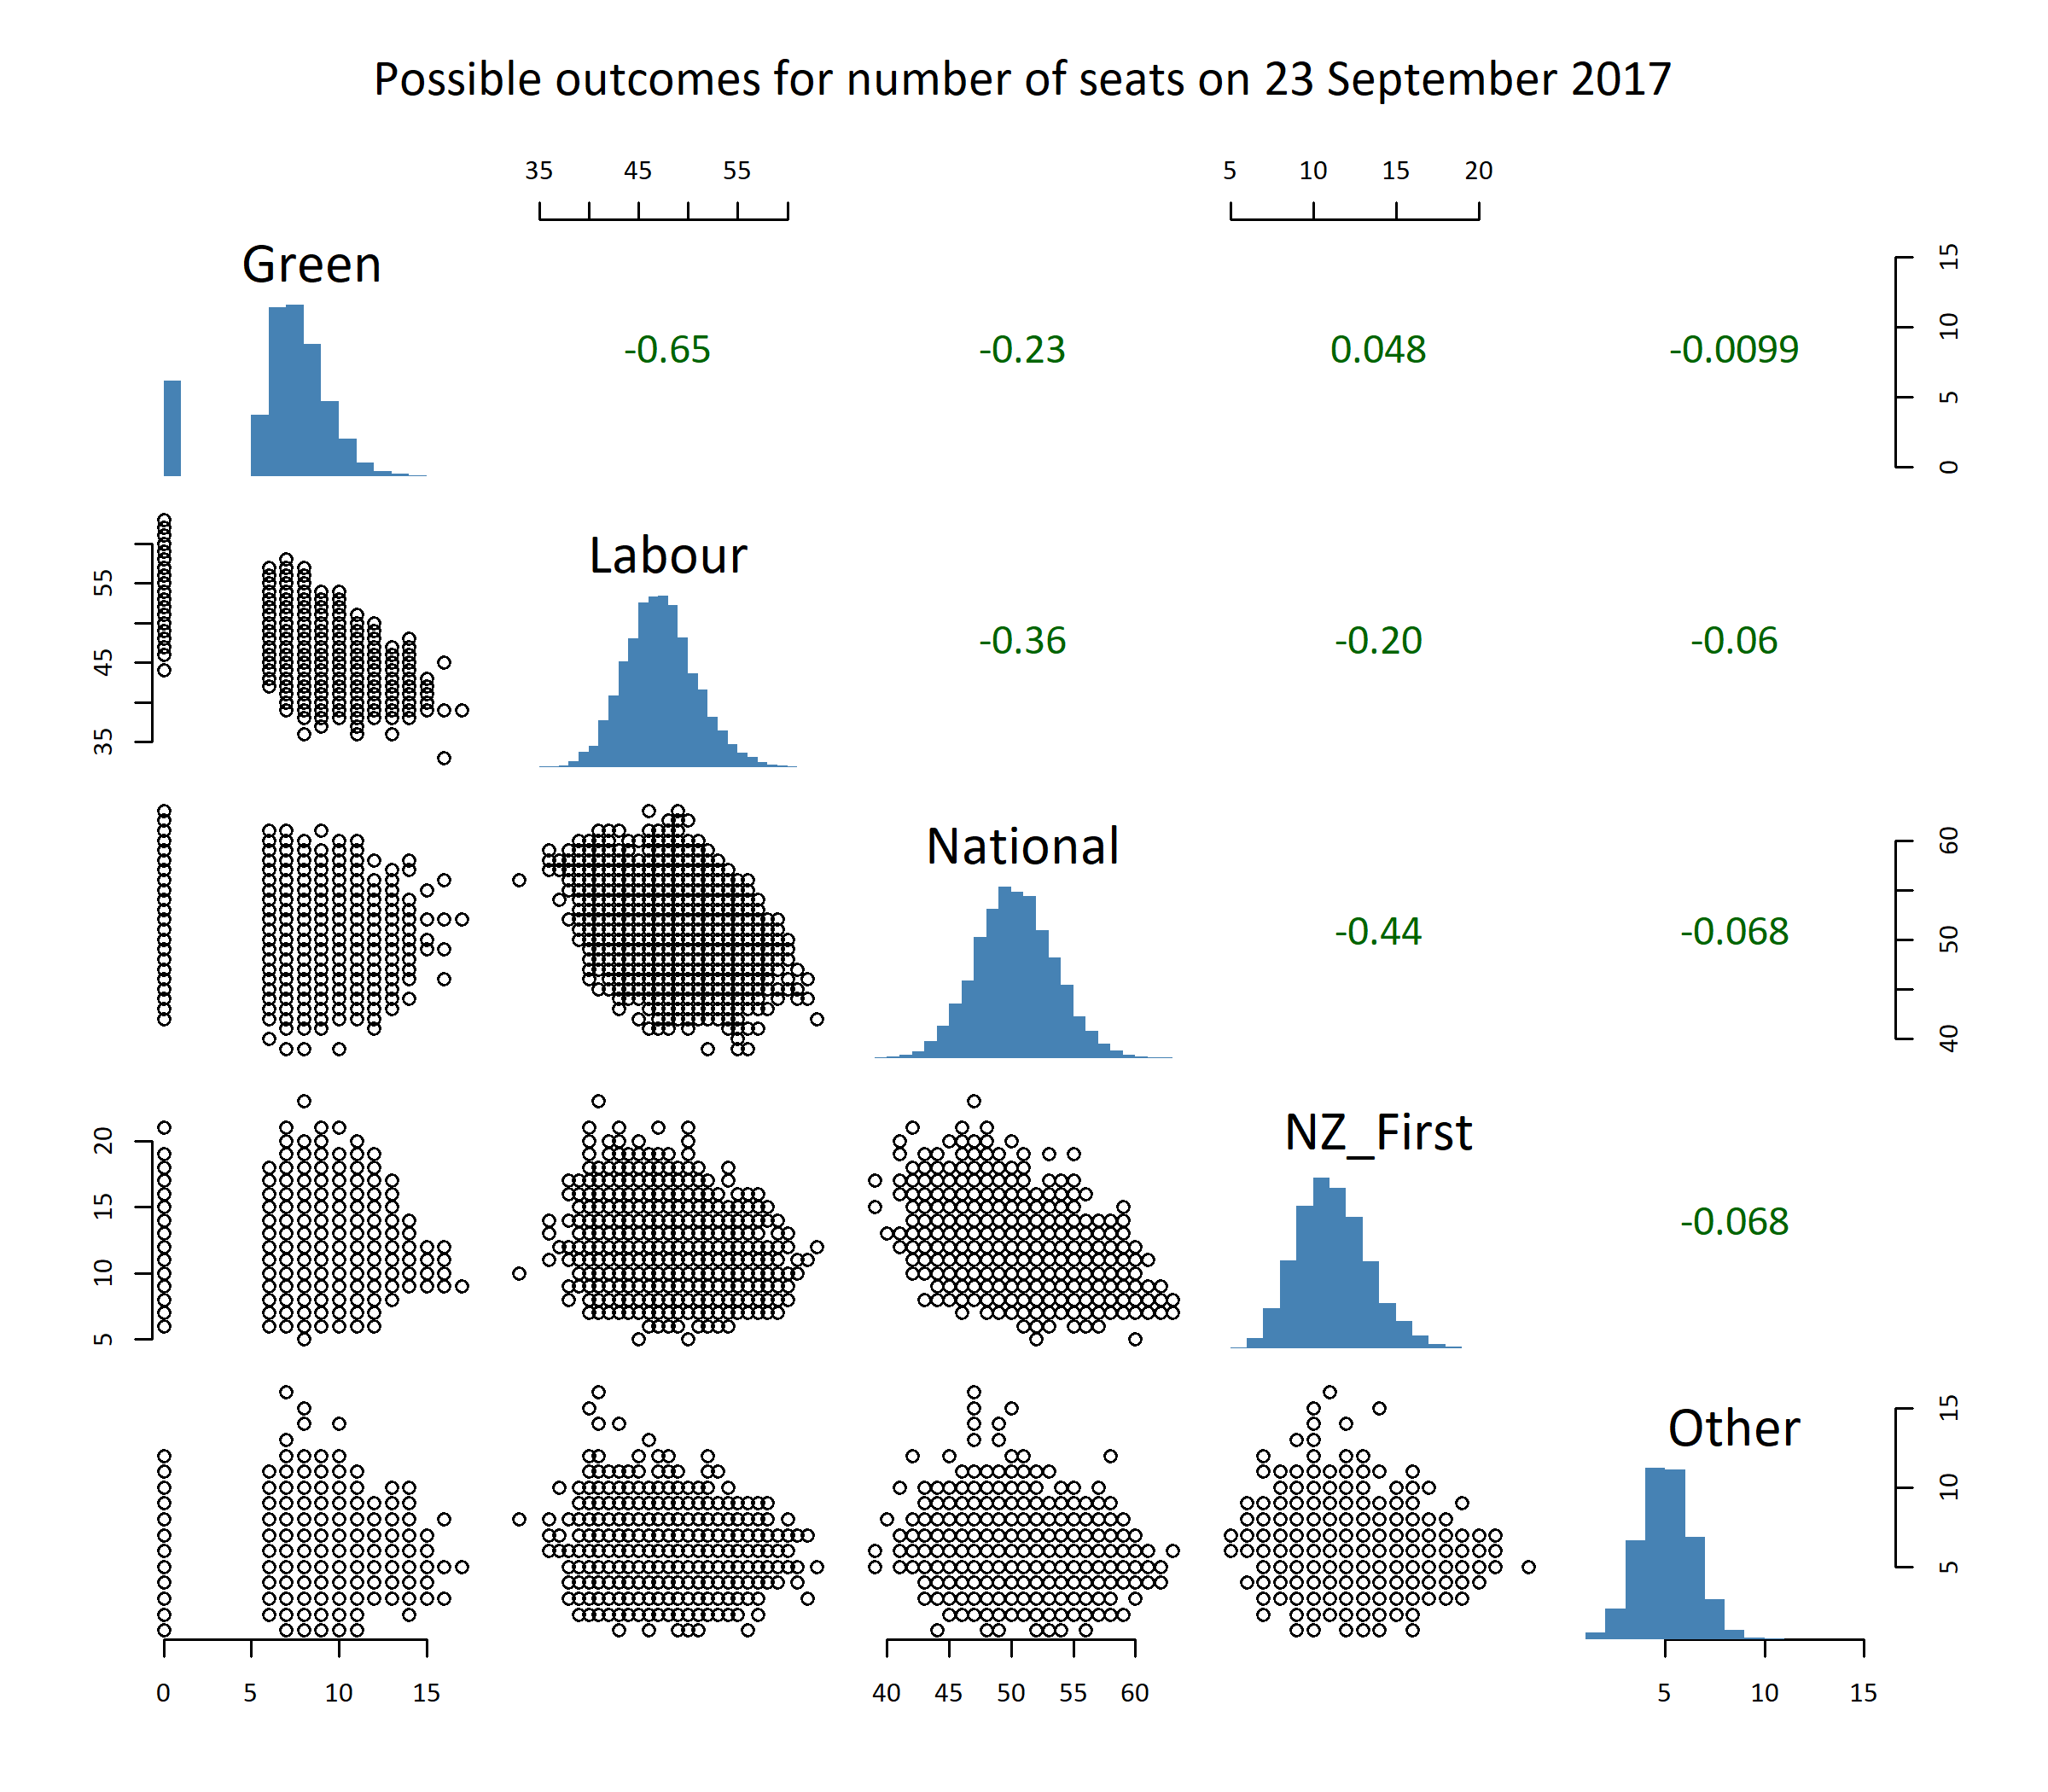 Possible outcomes for number of seats on 23 September 2017
35 45 55
5 10 15 20
Green
-0.65 -0.23 0.048 -0.0099
0 5 10 15
Labour
35 45 55
-0.36 -0.20 -0.06
National
-0.44 -0.068
40 50 60
NZ_First
5 10 15 20
-0.068
Other
5 10 15
0 5 10 15
40 45 50 55 60
5 10 15